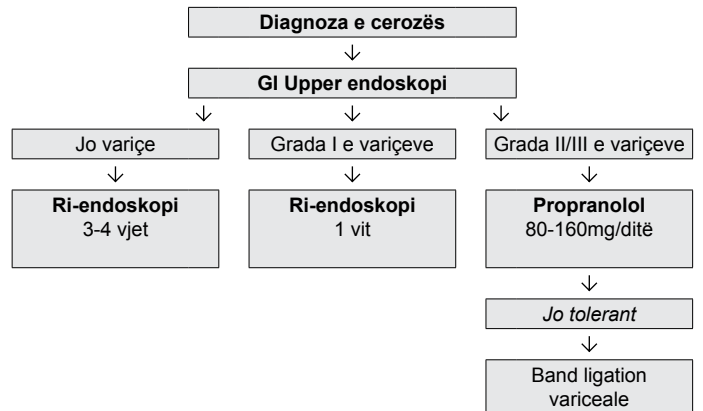 Diagnoza e cerozës
GI Upper endoskopi
Jo variçe
Grada I e variçeve
Grada II/III e variçeve
Ri-endoskopi
3-4 vjet
Ri-endoskopi
1 vit
Propranolol
80-160mg/ditë
Jo tolerant
Band ligation
variceale